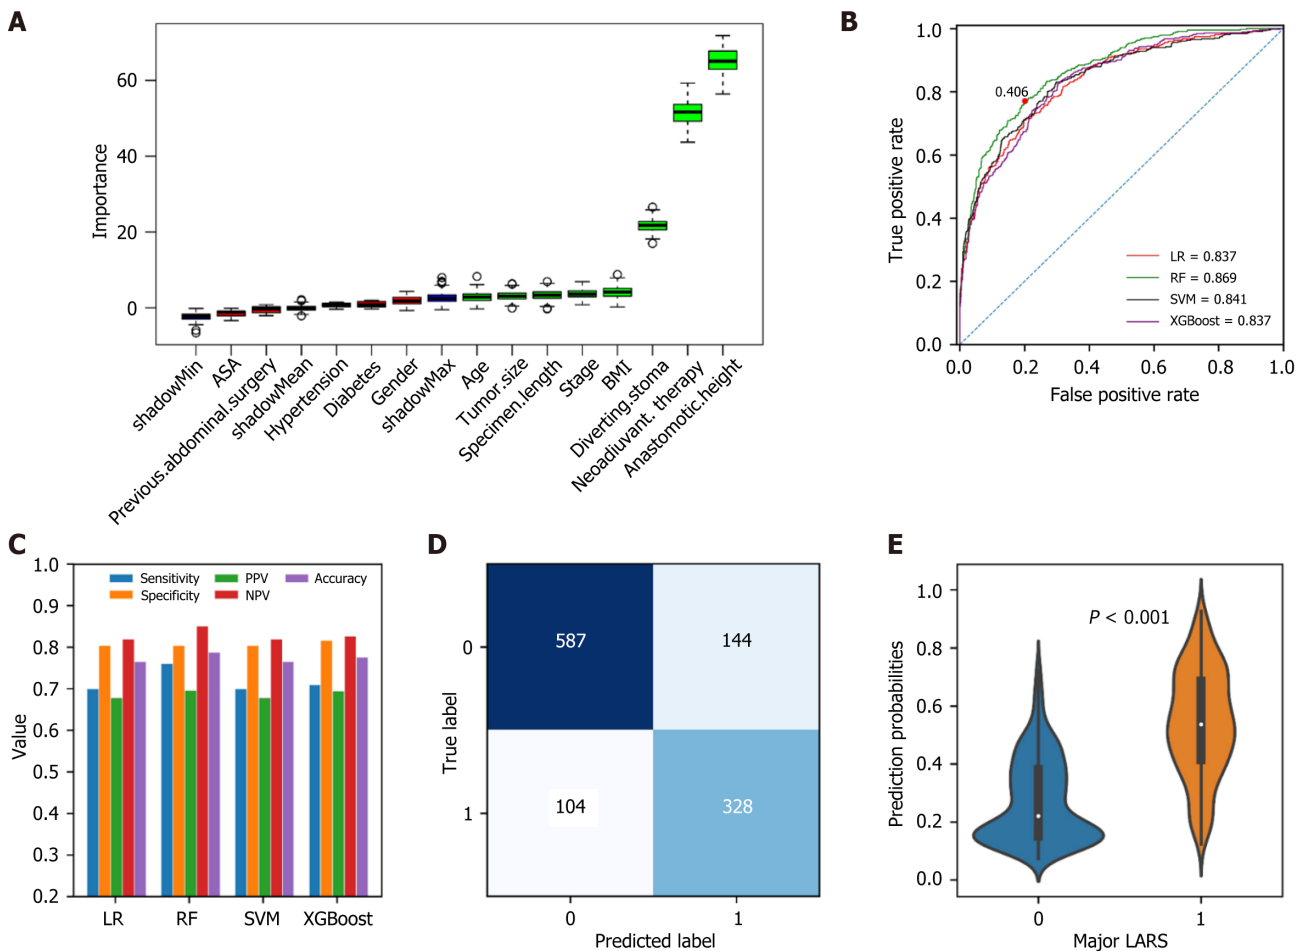 A
Importance
60
40
20
0
shadowMin
ASA
Previous.abdominal.surgery
shadowMean
Hypertension
Diabetes
Gender
shadowMax
Age
Tumor.size
Specimen.length
Stage
BMI
Diverting.stoma
Neoadiuvant. therapy
Anastomotic.height
B
True positive rate
1.0
0.8
0.6
0.4
0.2
0.0
0.406
LR = 0.837
RF = 0.869
SVM = 0.841
XGBoost = 0.837
0.0
0.2
0.4
0.6
0.8
1.0
False positive rate
C
Value
1.0
0.9
0.8
0.7
0.6
0.5
0.4
0.3
0.2
Sensitivity
PPV
Accuracy
Specificity
NPV
LR
RF
SVM
XGBoost
D
True label
0
1
587
144
104
328
0
1
Predicted label
E
Prediction probabilities
1.0
0.8
0.6
0.4
0.2
0.0
P < 0.001
0
1
Major LARS